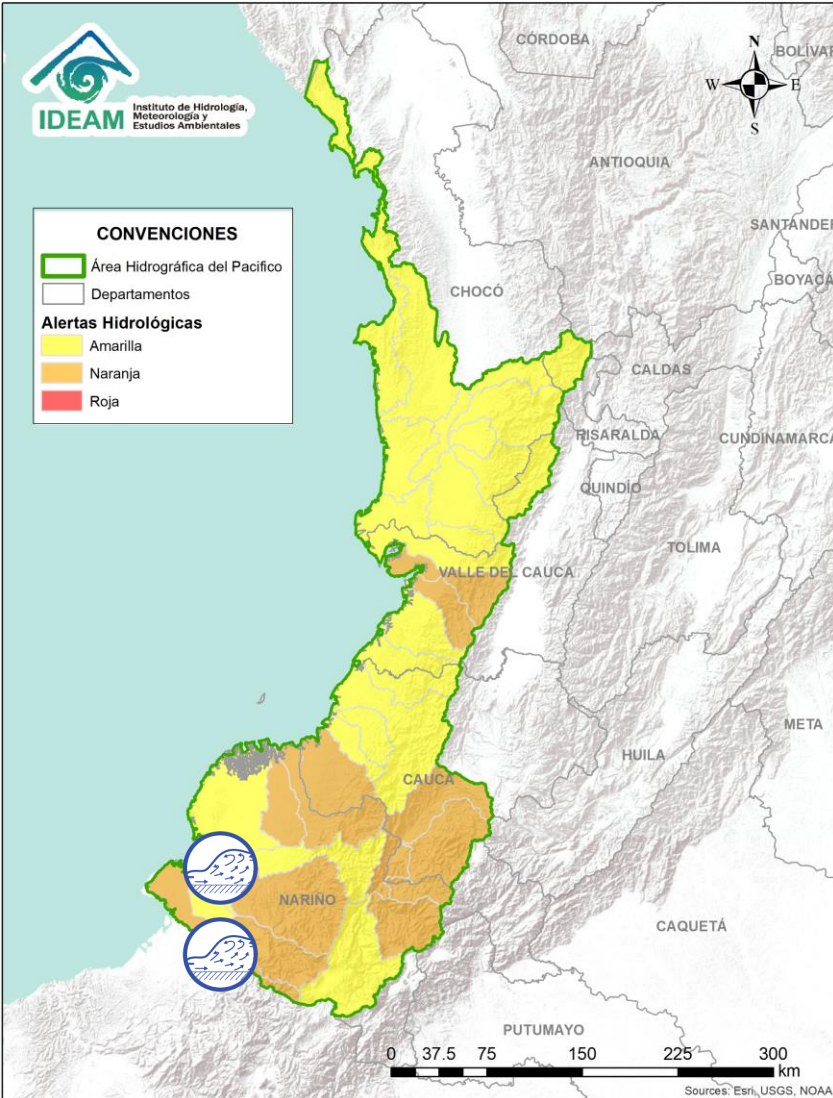 IDEAM
Instituto de Hidrología,
Meteorología y
Estudios Ambientales
N
W
E
S
CÓRDOBA
BOLÍVAR
ANTIOQUIA
SANTANDER
BOYACÁ
CONVENCIONES
Área Hidrográfica del Pacifico
Departamentos
Alertas Hidrológicas
Amarilla
Naranja
Roja
CHOCÓ
CALDAS
RISARALDA
CUNDINAMARCA
QUINDÍO
TOLIMA
VALLE DEL CAUCA
META
HUILA
CAUCA
NARIÑO
CAQUETÁ
PUTUMAYO
0 37.5 75 150 225 300
km
Sources: Esri, USGS, NOAA